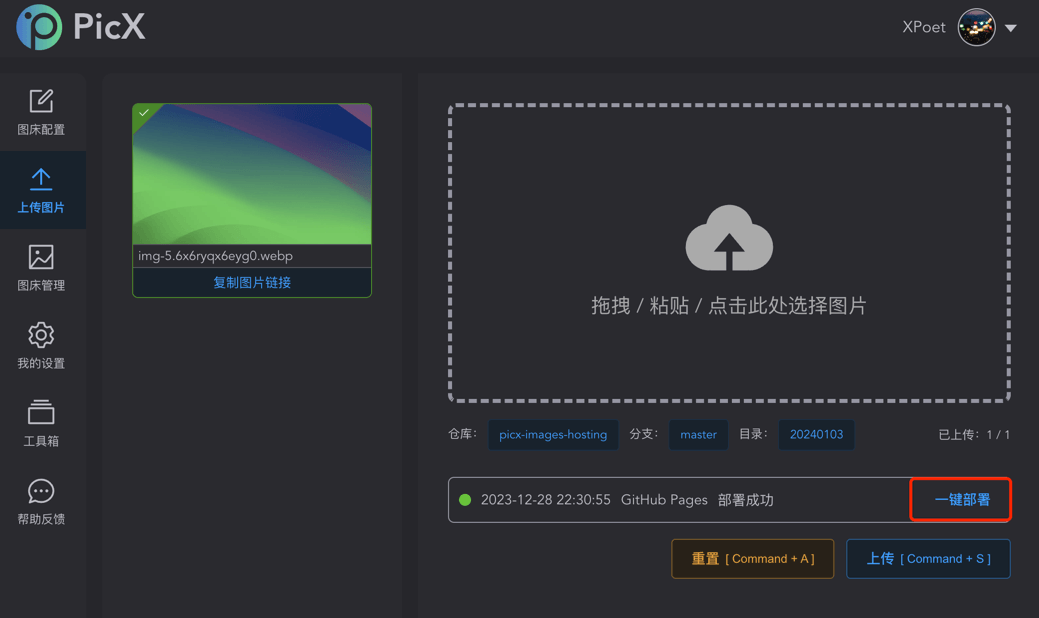 PicX
XPoet
图床配置
上传图片
图床管理
我的设置
工具箱
帮助反馈
img-5.6x6ryqx6eyg0.webp
复制图片链接
拖拽 / 粘贴 / 点击此处选择图片
仓库： picx-images-hosting 分支： master 目录： 20240103 已上传：1 / 1
2023-12-28 22:30:55 GitHub Pages 部署成功 一键部署
重置 [ Command + A ] 上传 [ Command + S ]